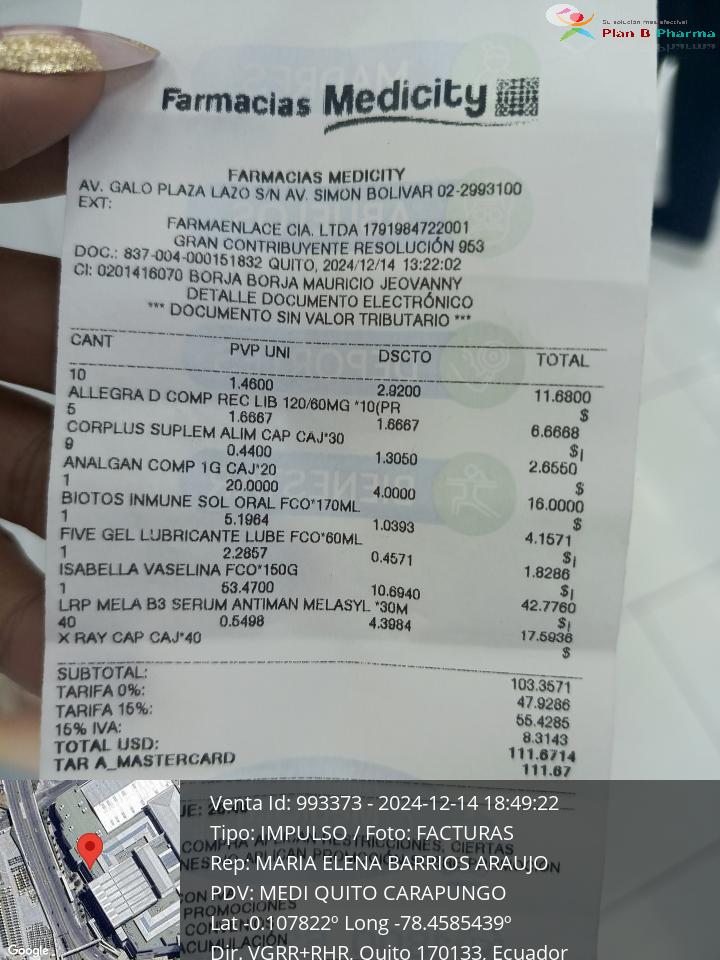 Su solución más efectiva!
Plan B Pharma
Farmacias Medicity
FARMACIAS MEDICITY
AV. GALO PLAZA LAZO S/N AV. SIMON BOLIVAR 02-2993100
EXT:
FARMAENLACE CIA. LTDA 1791984722001
GRAN CONTRIBUYENTE RESOLUCIÓN 953
DOC.: 837-004-000151832 QUITO, 2024/12/14 13:22:02
CI: 0201416070 BORJA BORJA MAURICIO JEOVANNY
DETALLE DOCUMENTO ELECTRÓNICO
*** DOCUMENTO SIN VALOR TRIBUTARIO ***
CANT PVP UNI DSCTO TOTAL
10 1.4600 2.9200 11.6800
ALLEGRA D COMP REC LIB 120/60MG *10(PR $
5 1.6667 1.6667 6.6668
CORPLUS SUPLEM ALIM CAP CAJ*30 $|
9 0.4400 1.3050 2.6550
ANALGAN COMP 1G CAJ*20 $
1 20.0000 4.0000 16.0000
BIOTOS INMUNE SOL ORAL FCO*170ML $
1 5.1964 1.0393 4.1571
FIVE GEL LUBRICANTE LUBE FCO*60ML $|
1 2.2857 0.4571 1.8286
ISABELLA VASELINA FCO*150G $|
1 53.4700 10.6940 42.7760
LRP MELA B3 SERUM ANTIMAN MELASYL *30M $|
40 0.5498 4.3984 17.5936
X RAY CAP CAJ*40 $
SUBTOTAL: 103.3571
TARIFA 0%: 47.9286
TARIFA 15%: 55.4285
15% IVA: 8.3143
TOTAL USD: 111.6714
TAR A_MASTERCARD 111.67
Venta Id: 993373 - 2024-12-14 18:49:22
Tipo: IMPULSO / Foto: FACTURAS
Rep: MARIA ELENA BARRIOS ARAUJO
PDV: MEDI QUITO CARAPUNGO
Lat -0.107822º Long -78.4585439º
Dir. VGRR+RHR, Quito 170133, Ecuador
Google